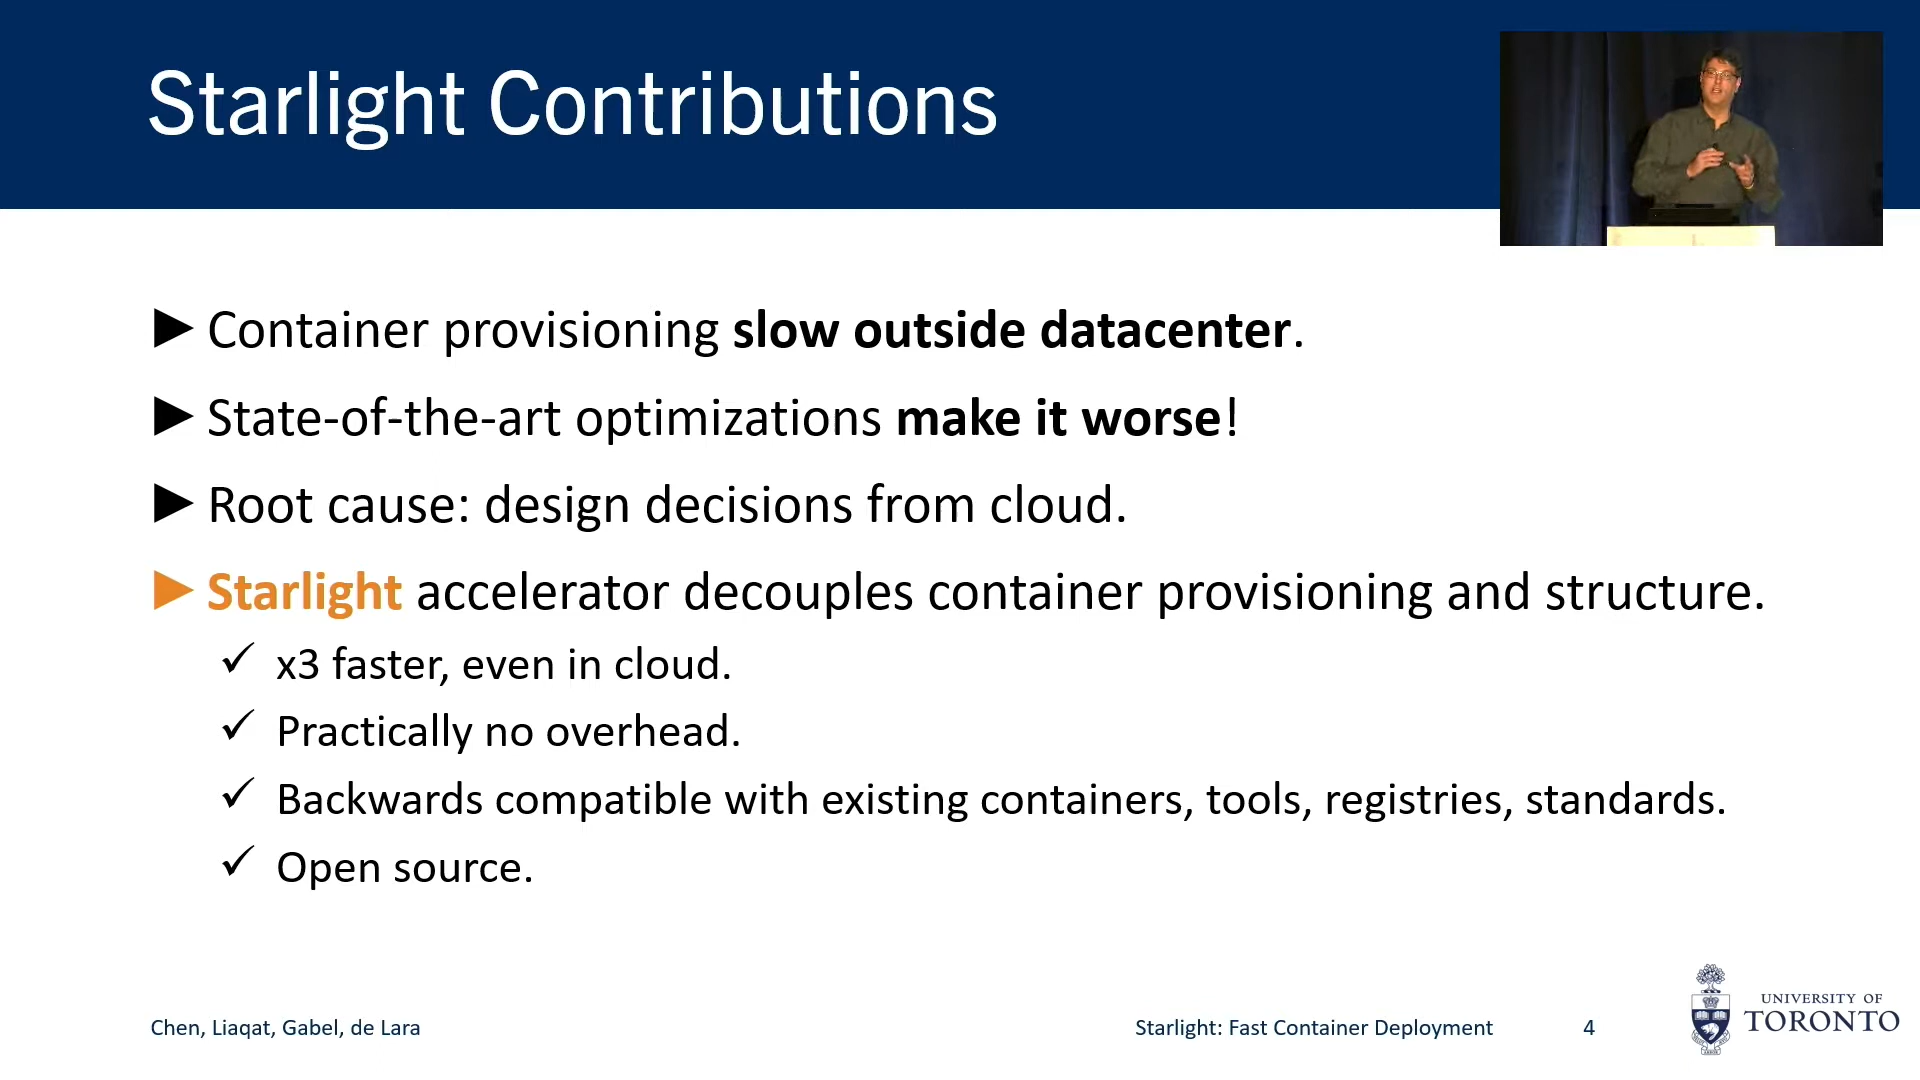 Starlight Contributions
Container provisioning slow outside datacenter.
State-of-the-art optimizations make it worse!
Root cause: design decisions from cloud.
Starlight accelerator decouples container provisioning and structure.
x3 faster, even in cloud.
Practically no overhead.
Backwards compatible with existing containers, tools, registries, standards.
Open source.
Chen, Liaqat, Gabel, de Lara
Starlight: Fast Container Deployment
4
UNIVERSITY OF
TORONTO